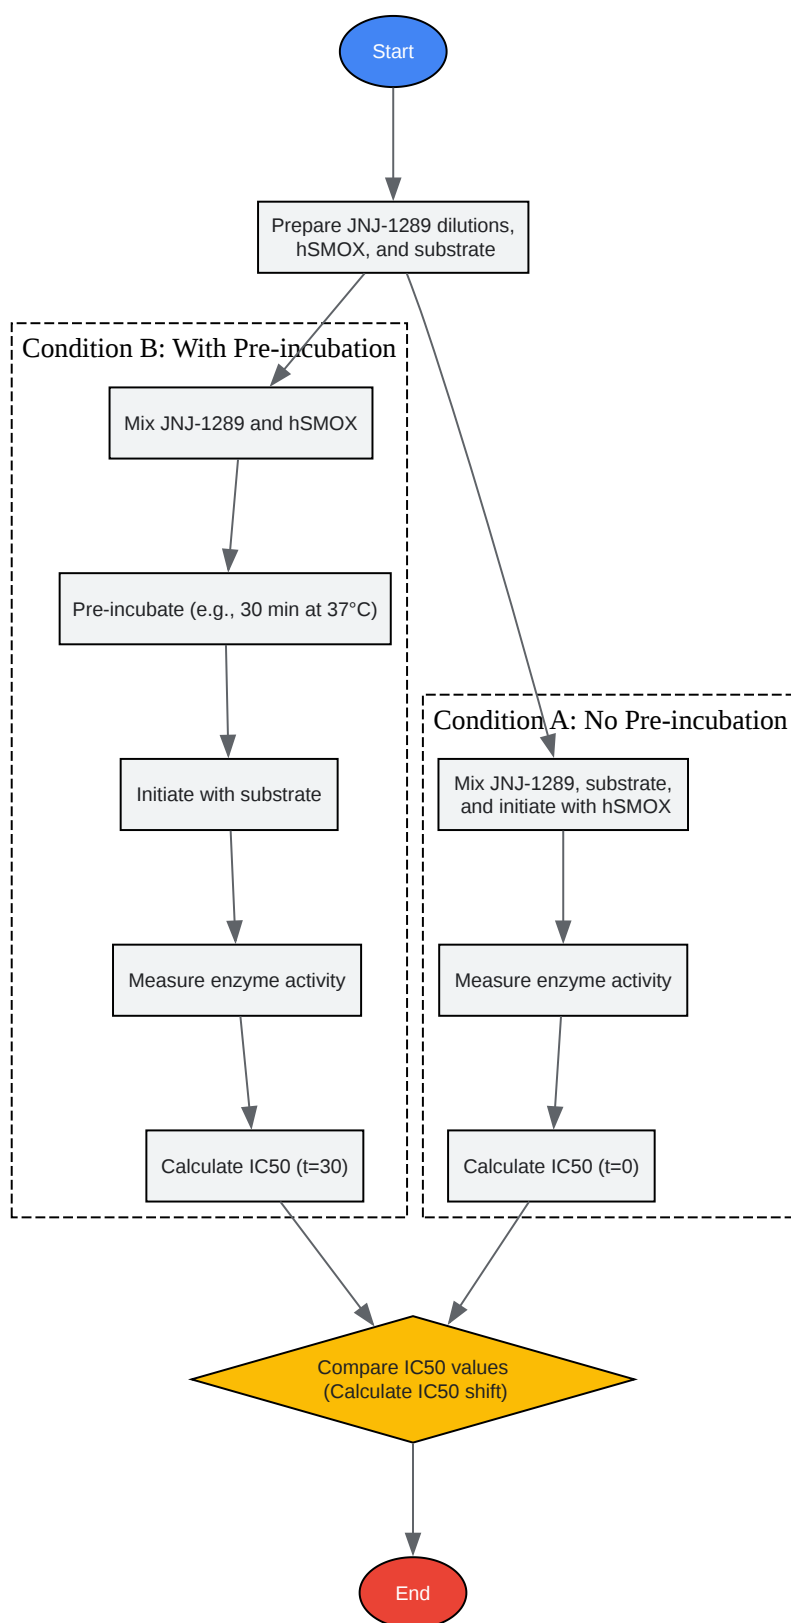 Start
Prepare JNJ-1289 dilutions,
hSMOX, and substrate
Condition B: With Pre-incubation
Mix JNJ-1289 and hSMOX
Pre-incubate (e.g., 30 min at 37°C)
Initiate with substrate
Measure enzyme activity
Calculate IC50 (t=30)
Condition A: No Pre-incubation
Mix JNJ-1289, substrate,
and initiate with hSMOX
Measure enzyme activity
Calculate IC50 (t=0)
Compare IC50 values
(Calculate IC50 shift)
End